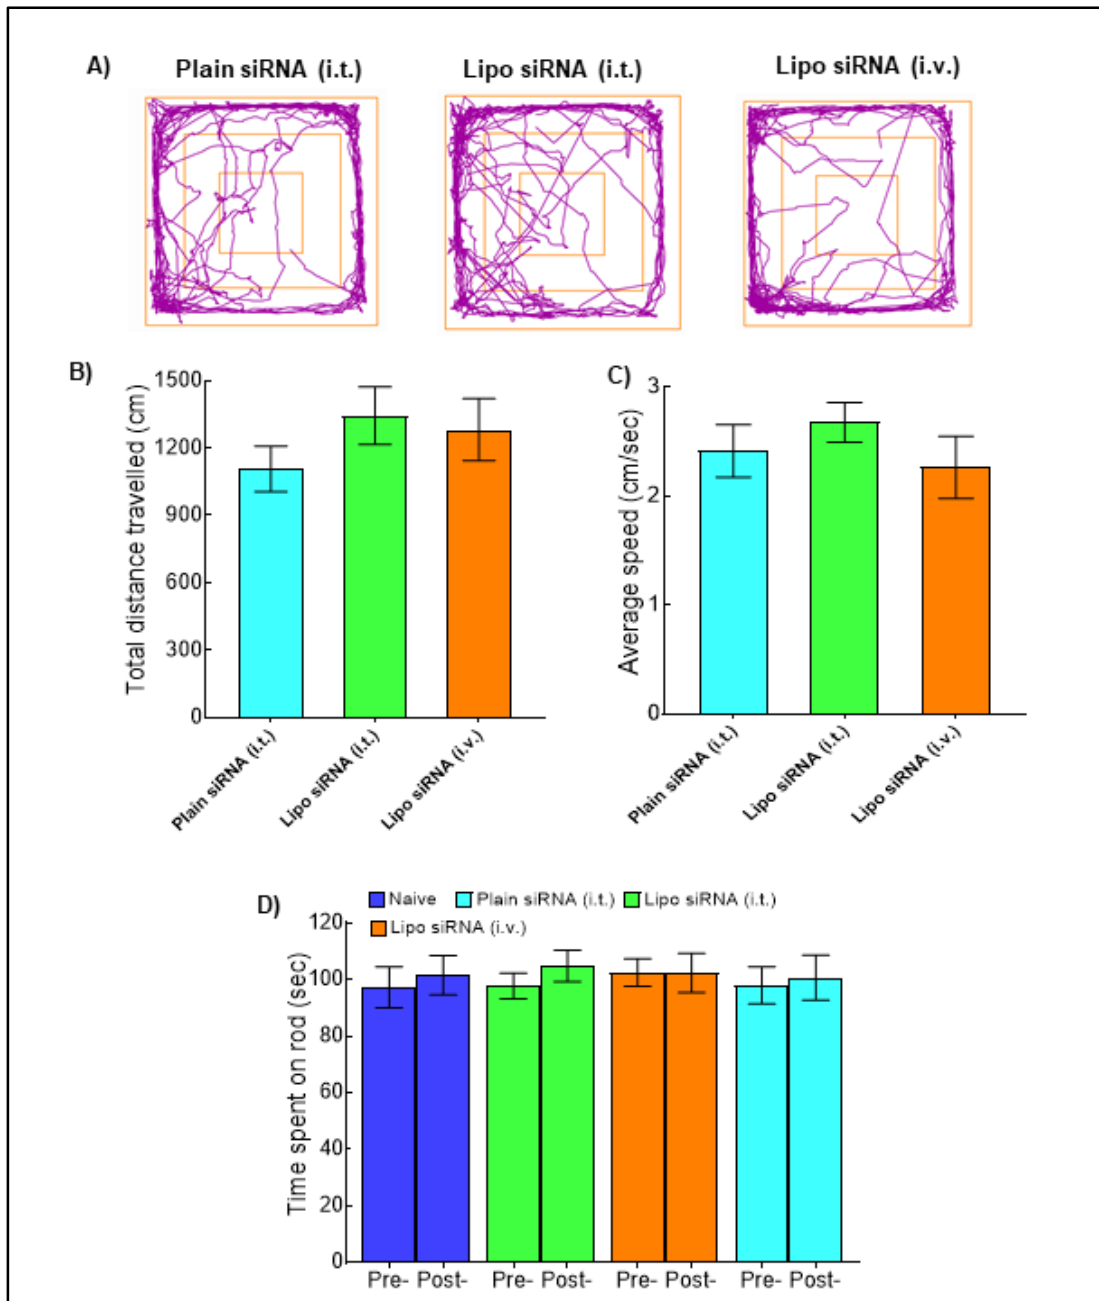 A)
Plain siRNA (i.t.)
Lipo siRNA (i.t.)
Lipo siRNA (i.v.)
B)
Total distance travelled (cm)
1500
1200
900
600
300
0
Plain siRNA (i.t.)
Lipo siRNA (i.t.)
Lipo siRNA (i.v.)
C)
Average speed (cm/sec)
3
2
1
0
Plain siRNA (i.t.)
Lipo siRNA (i.t.)
Lipo siRNA (i.v.)
D)
Naive Plain siRNA (i.t.) Lipo siRNA (i.t.)
Lipo siRNA (i.v.)
Time spent on rod (sec)
120
100
80
60
40
20
0
Pre- Post- Pre- Post- Pre- Post- Pre- Post-